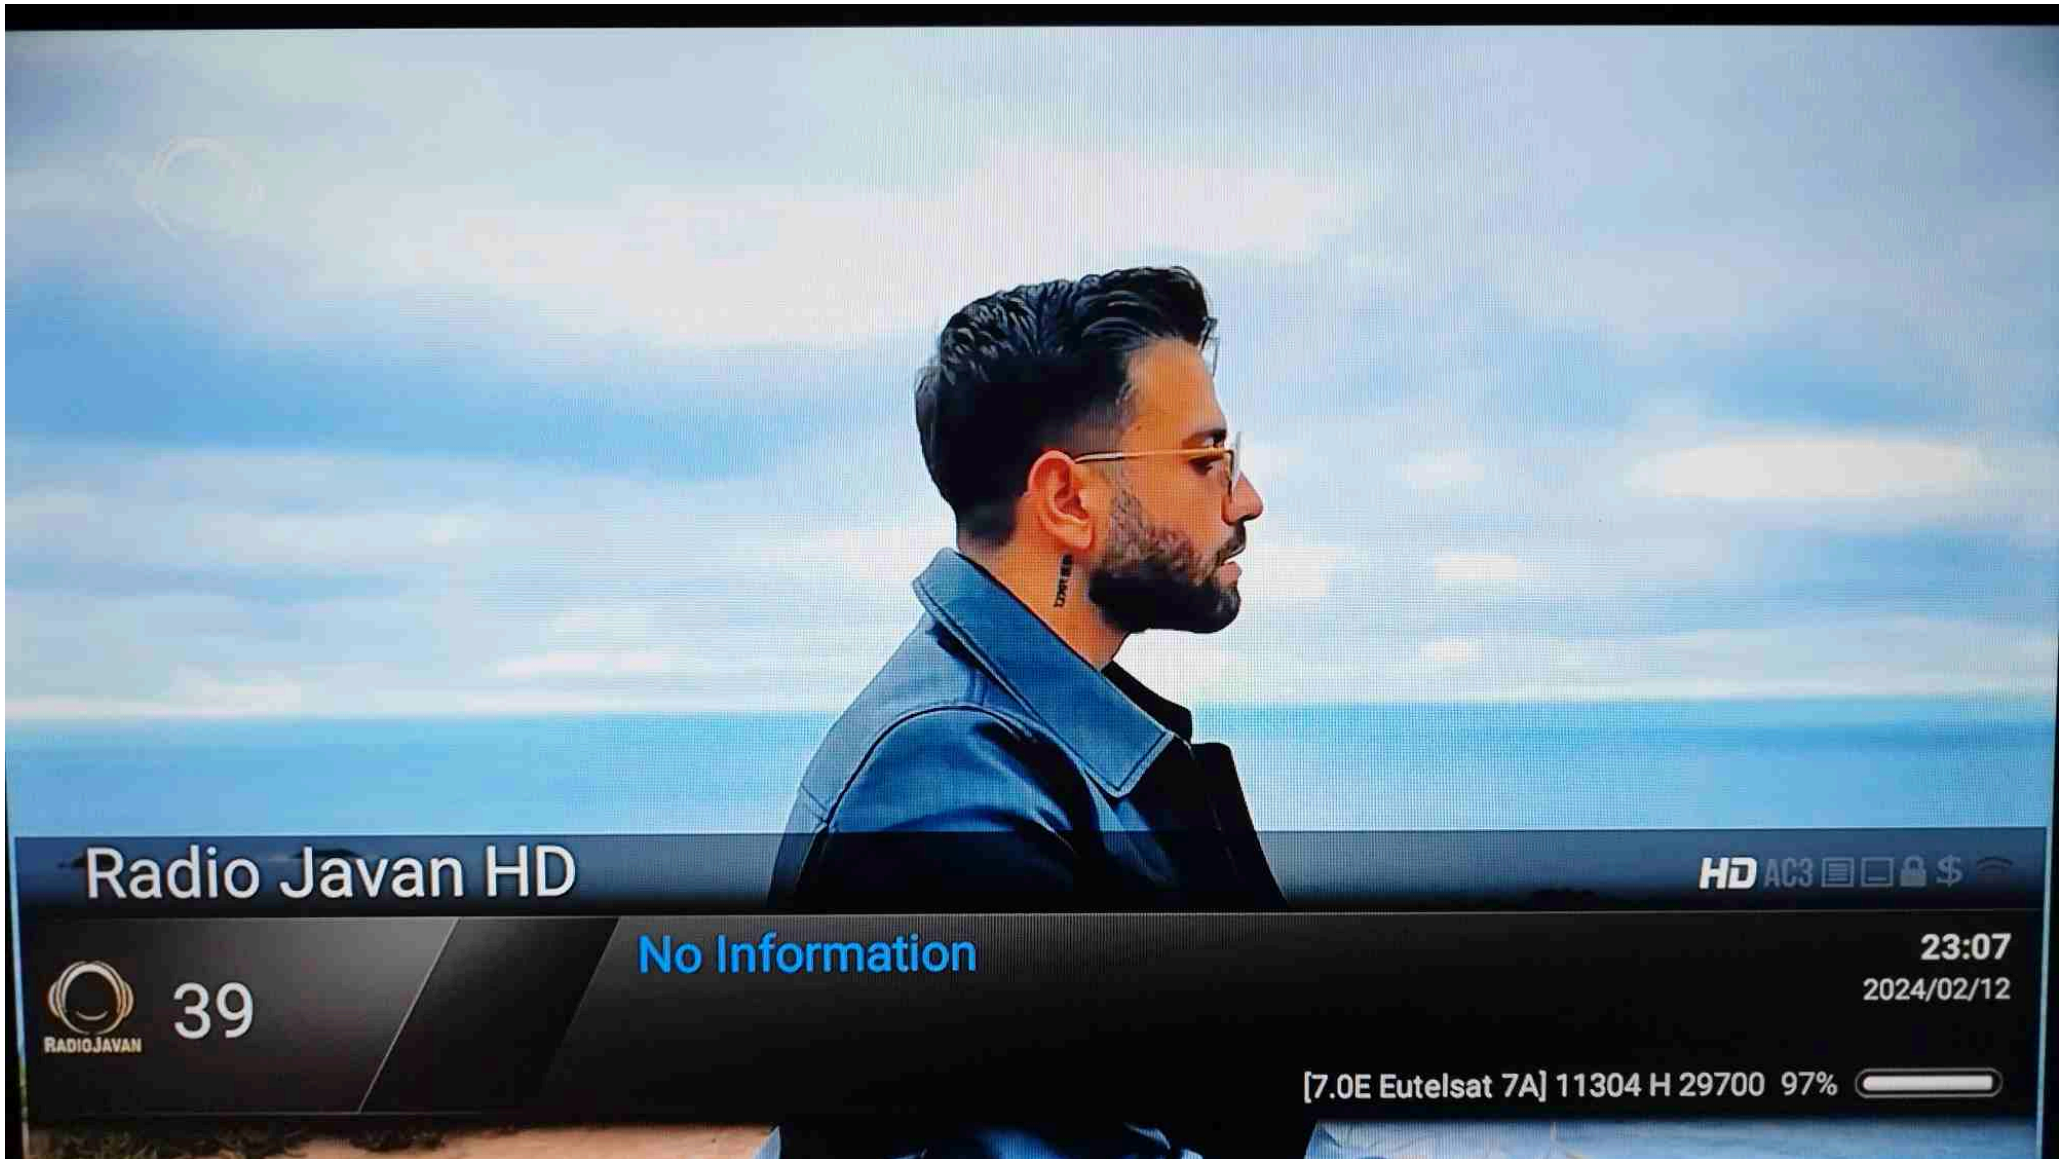 Radio Javan HD
HD AC3 $
No Information
23:07
2024/02/12
RADIOJAVAN
39
[7.0E Eutelsat 7A] 11304 H 29700 97%